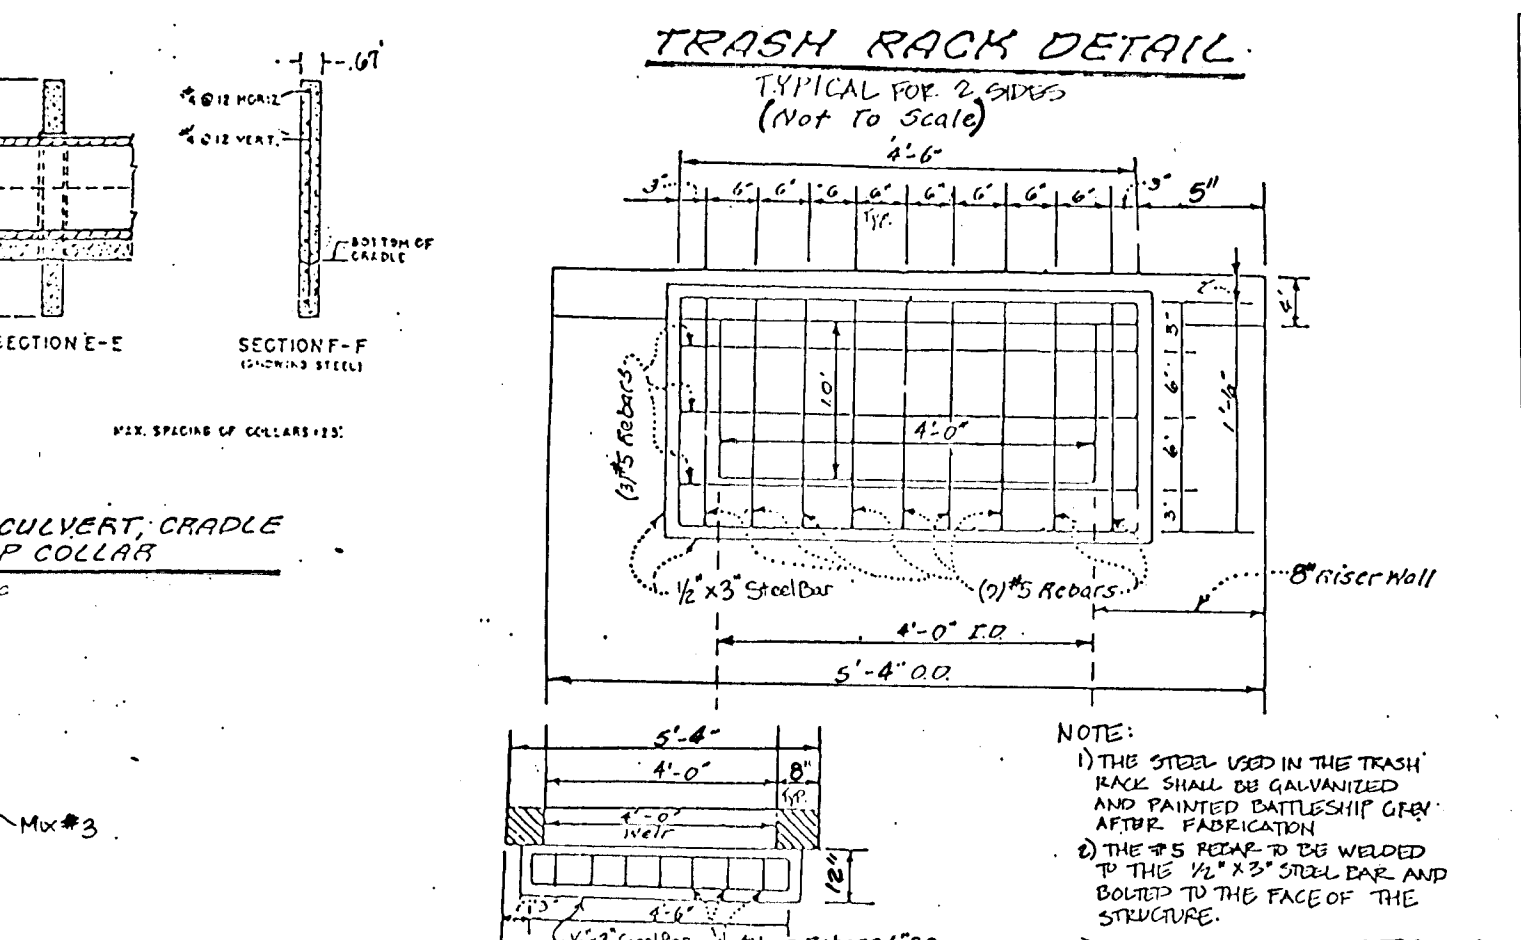 TRASH RACK DETAIL
TYPICAL FOR 2 SIDES
(Not To Scale)
.67'
#4 @ 12 HORIZ
#4 @ 12 VERT.
BOTTOM OF
CRADLE
SECTION E-E
SECTION F-F
(SHOWING STEEL)
MAX. SPACING OF COLLARS
CULVERT, CRADLE
P COLLAR
4'-6"
3" 6" 6" 6 6" 6" 6" 6" 6" 3" 5"
TYP.
4'
3'
6'
6'
3'
1.0'
4'-0"
(3)#5 Rebars
1/2" x 3" Steel Bar
#5 Rebars
8" Riser Wall
4'-0" I.D.
5'-4" O.D.
5'-4"
4'-0" 8"
TYP.
4'-0"
Weir
12"
4'-6"
Mix #3
NOTE:
1) THE STEEL USED IN THE TRASH
RACK SHALL BE GALVANIZED
AND PAINTED BATTLESHIP GREY
AFTER FABRICATION
2) THE #5 REBAR TO BE WELDED
TO THE 1/2" X 3" STEEL BAR AND
BOLTED TO THE FACE OF THE
STRUCTURE.